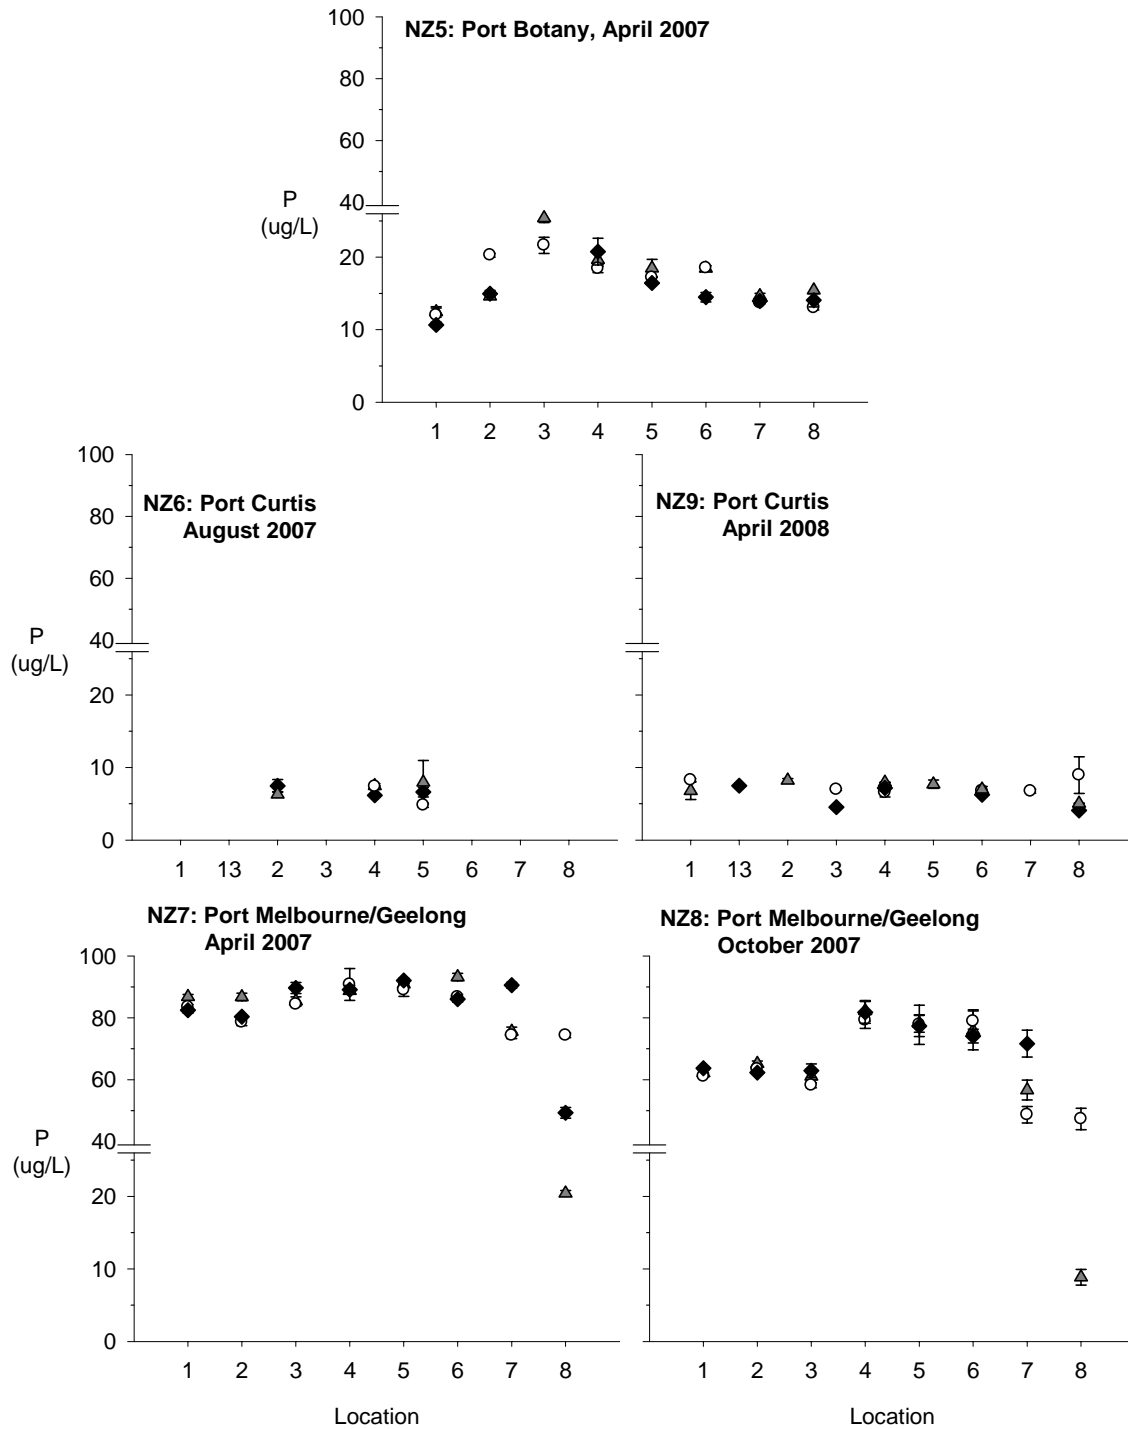 NZ5: Port Botany, April 2007
100
80
60
40
20
10
0
P
(ug/L)
1 2 3 4 5 6 7 8
NZ6: Port Curtis
August 2007
100
80
60
40
20
10
0
P
(ug/L)
1 13 2 3 4 5 6 7 8
NZ9: Port Curtis
April 2008
1 13 2 3 4 5 6 7 8
NZ7: Port Melbourne/Geelong
April 2007
100
80
60
40
20
10
0
P
(ug/L)
1 2 3 4 5 6 7 8
Location
NZ8: Port Melbourne/Geelong
October 2007
1 2 3 4 5 6 7 8
Location